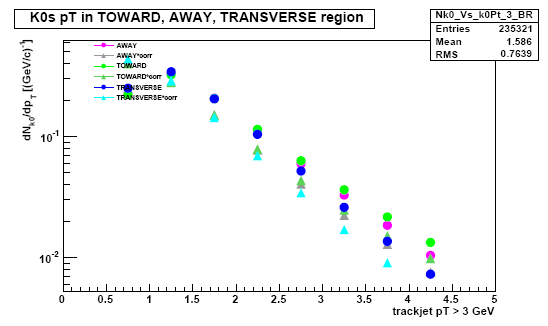 K0s pT in TOWARD, AWAY, TRANSVERSE region
Nk0_Vs_k0Pt_3_BR
Entries 235321
Mean 1.586
RMS 0.7639
AWAY
AWAY*corr
TOWARD
TOWARD*corr
TRANSVERSE
TRANSVERSE*corr
dN_k0/dp_T [(GeV/c)^-1]
10^-1
10^-2
0 0.5 1 1.5 2 2.5 3 3.5 4 4.5 5
trackjet pT > 3 GeV